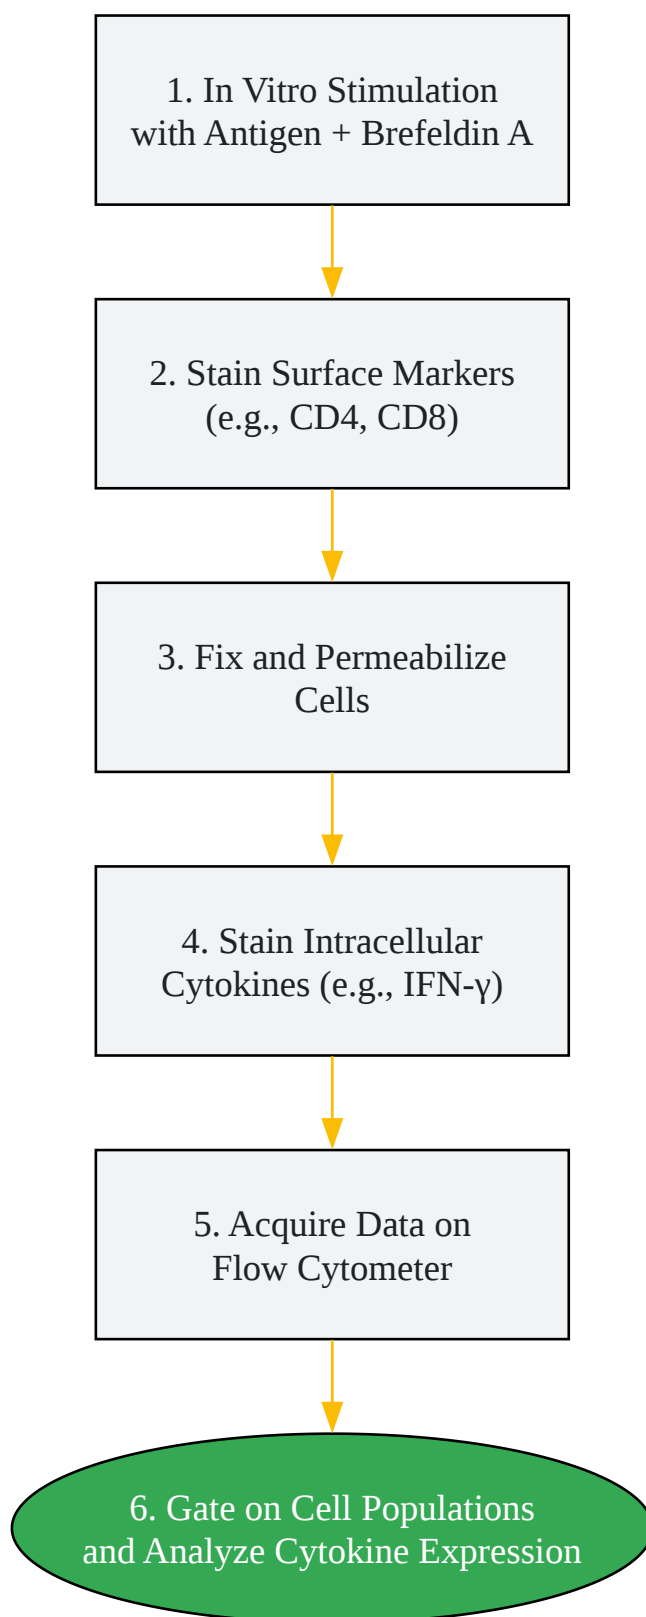 1. In Vitro Stimulation
with Antigen + Brefeldin A
2. Stain Surface Markers
(e.g., CD4, CD8)
3. Fix and Permeabilize
Cells
4. Stain Intracellular
Cytokines (e.g., IFN-γ)
5. Acquire Data on
Flow Cytometer
6. Gate on Cell Populations
and Analyze Cytokine Expression